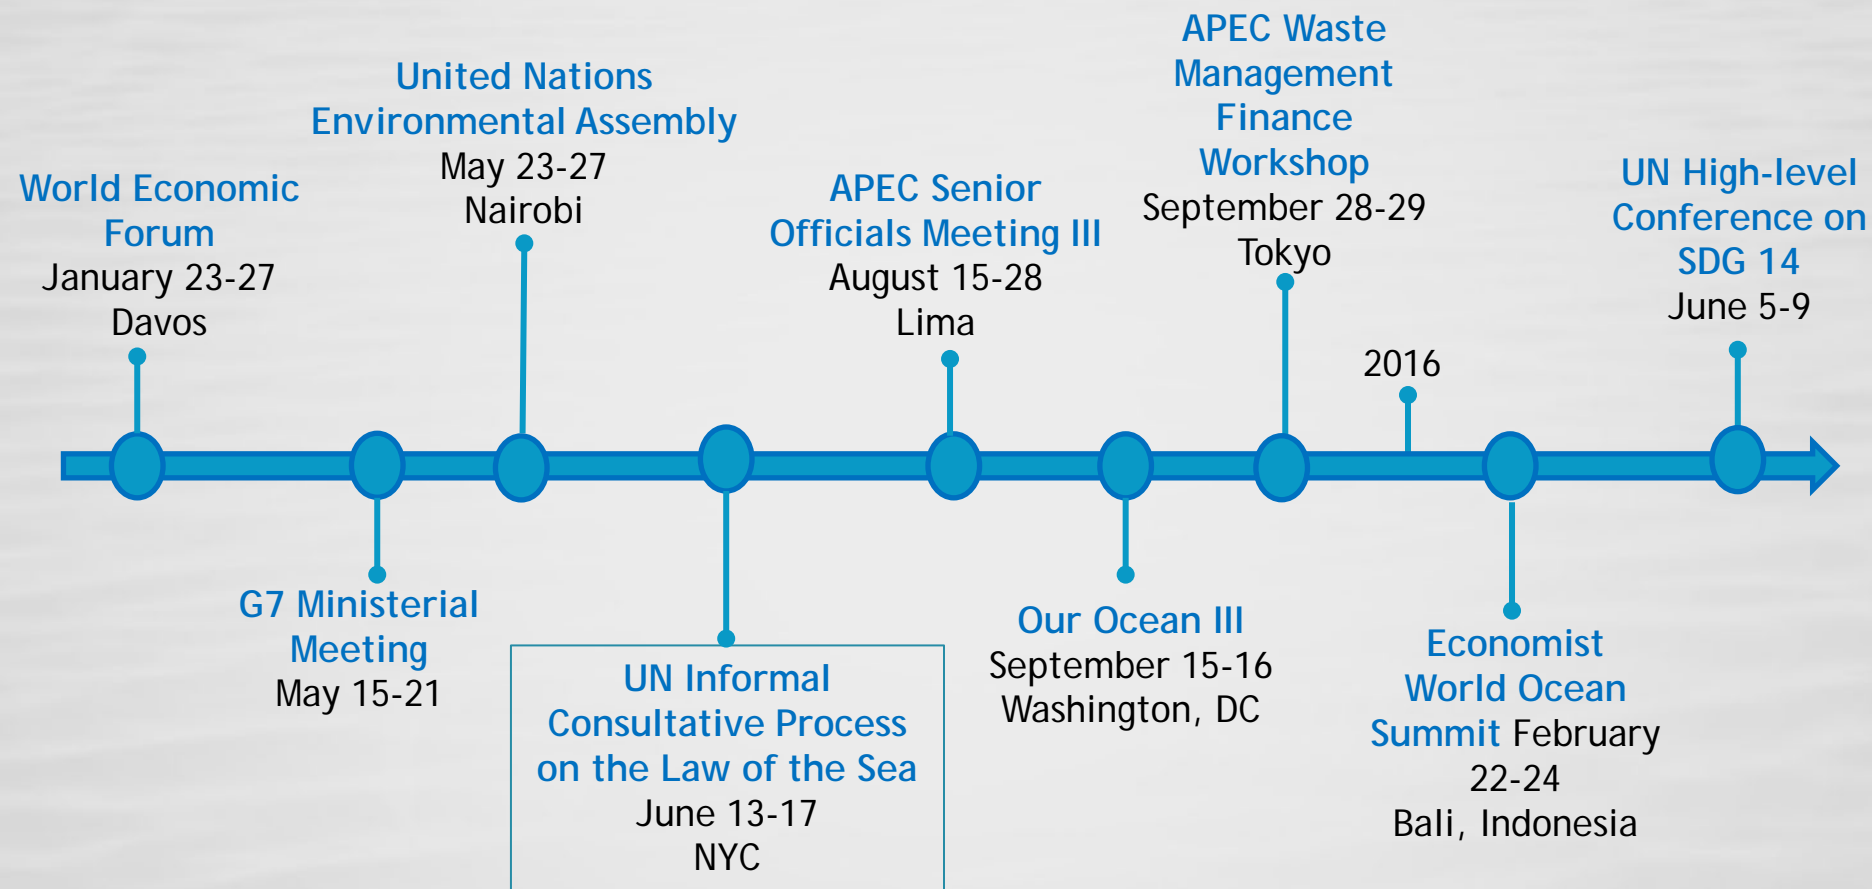 World Economic
Forum
January 23-27
Davos
G7 Ministerial
Meeting
May 15-21
United Nations
Environmental Assembly
May 23-27
Nairobi
UN Informal
Consultative Process
on the Law of the Sea
June 13-17
NYC
APEC Senior
Officials Meeting III
August 15-28
Lima
Our Ocean III
September 15-16
Washington, DC
APEC Waste
Management
Finance
Workshop
September 28-29
Tokyo
2016
Economist
World Ocean
Summit February
22-24
Bali, Indonesia
UN High-level
Conference on
SDG 14
June 5-9